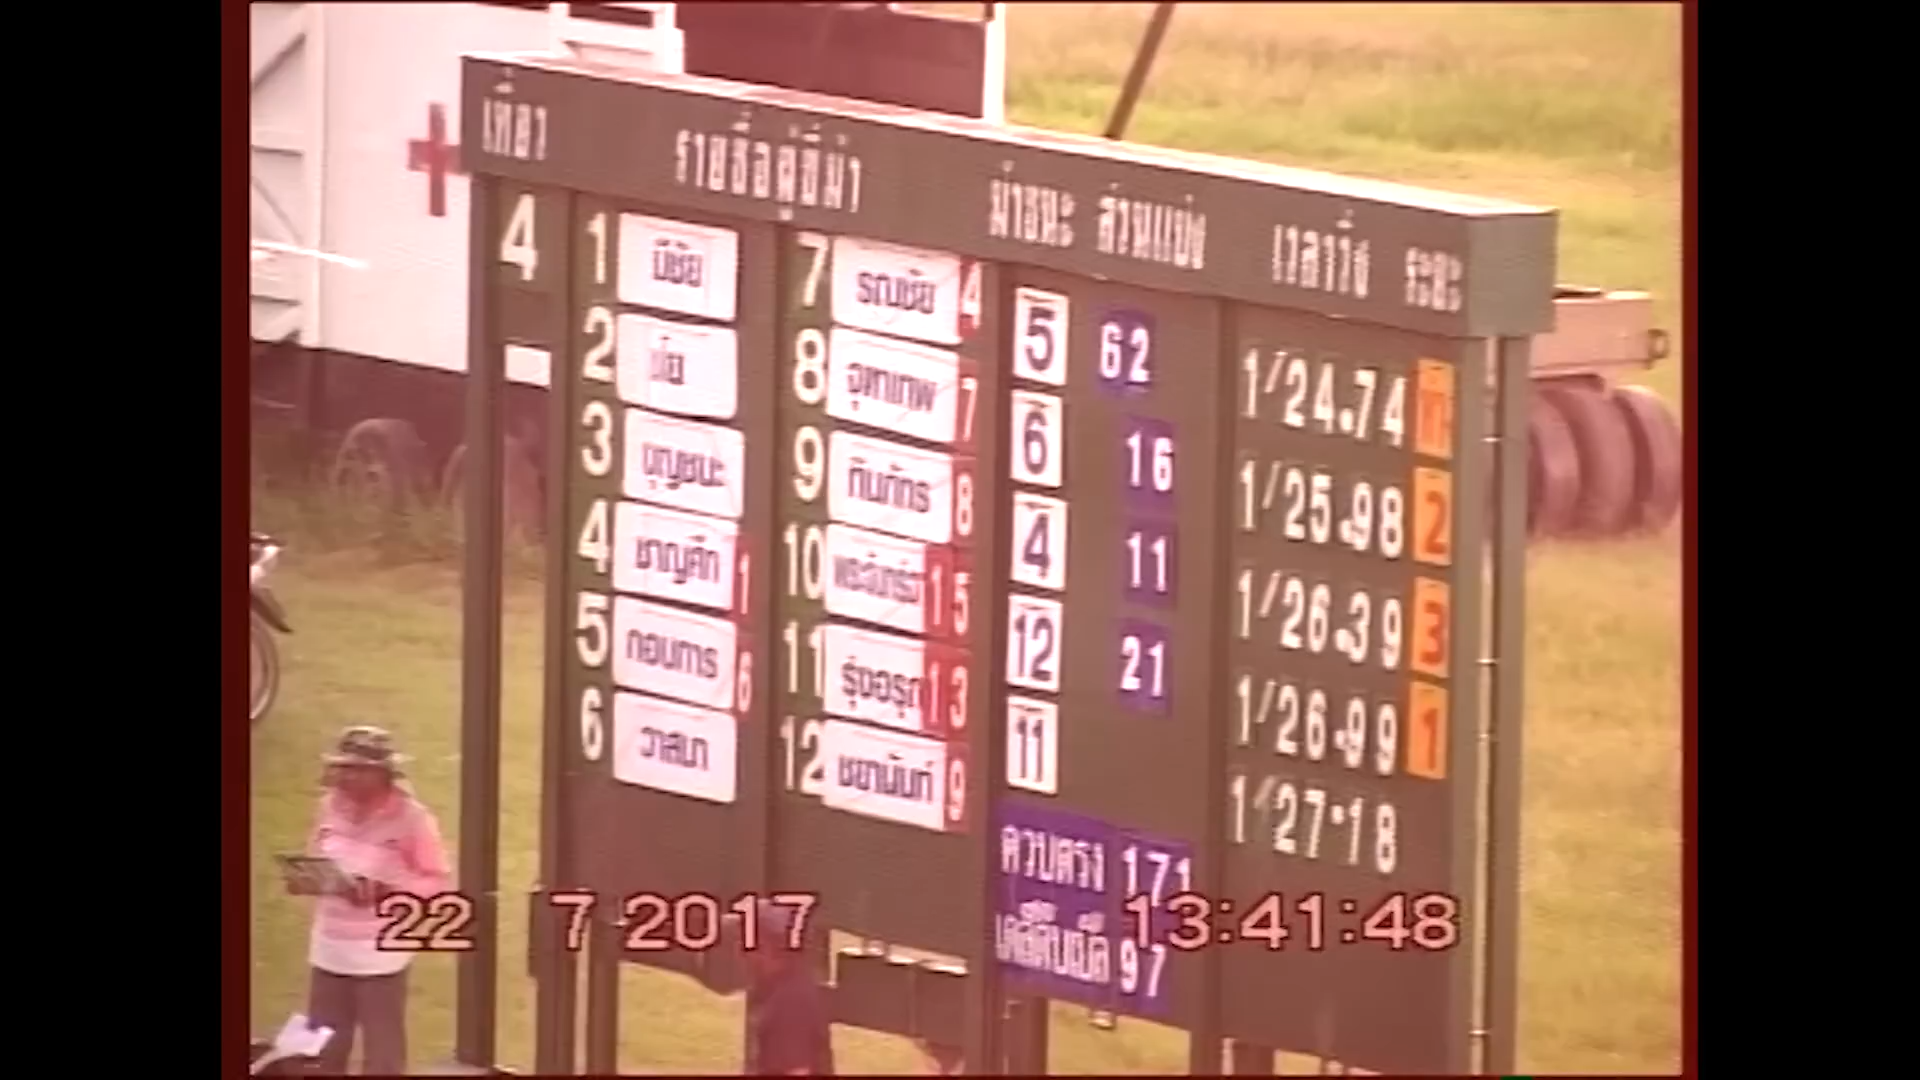 เที่ยว รายชื่อผู้ขี่ม้า ม้าชนะ ส่วนแบ่ง เวลาวิ่ง ระยะ
4 1 มีชัย 7 รณชัย 4 5 62 1/24.74
2 8 จุฑาเทพ 7 6 16 1/25.98 2
3 บุญชนะ 9 ทินภัทร 8 4 11 1/26.39 3
4 ชาญศึก 1 10 15 12 21 1/26.99 1
5 กอบการ 6 11 รุ่งอรุณ 13 11 1/27.18
6 วาสนา 12 ชยานันท์ 9
ควบตรง 171
97
22 7 2017 13:41:48